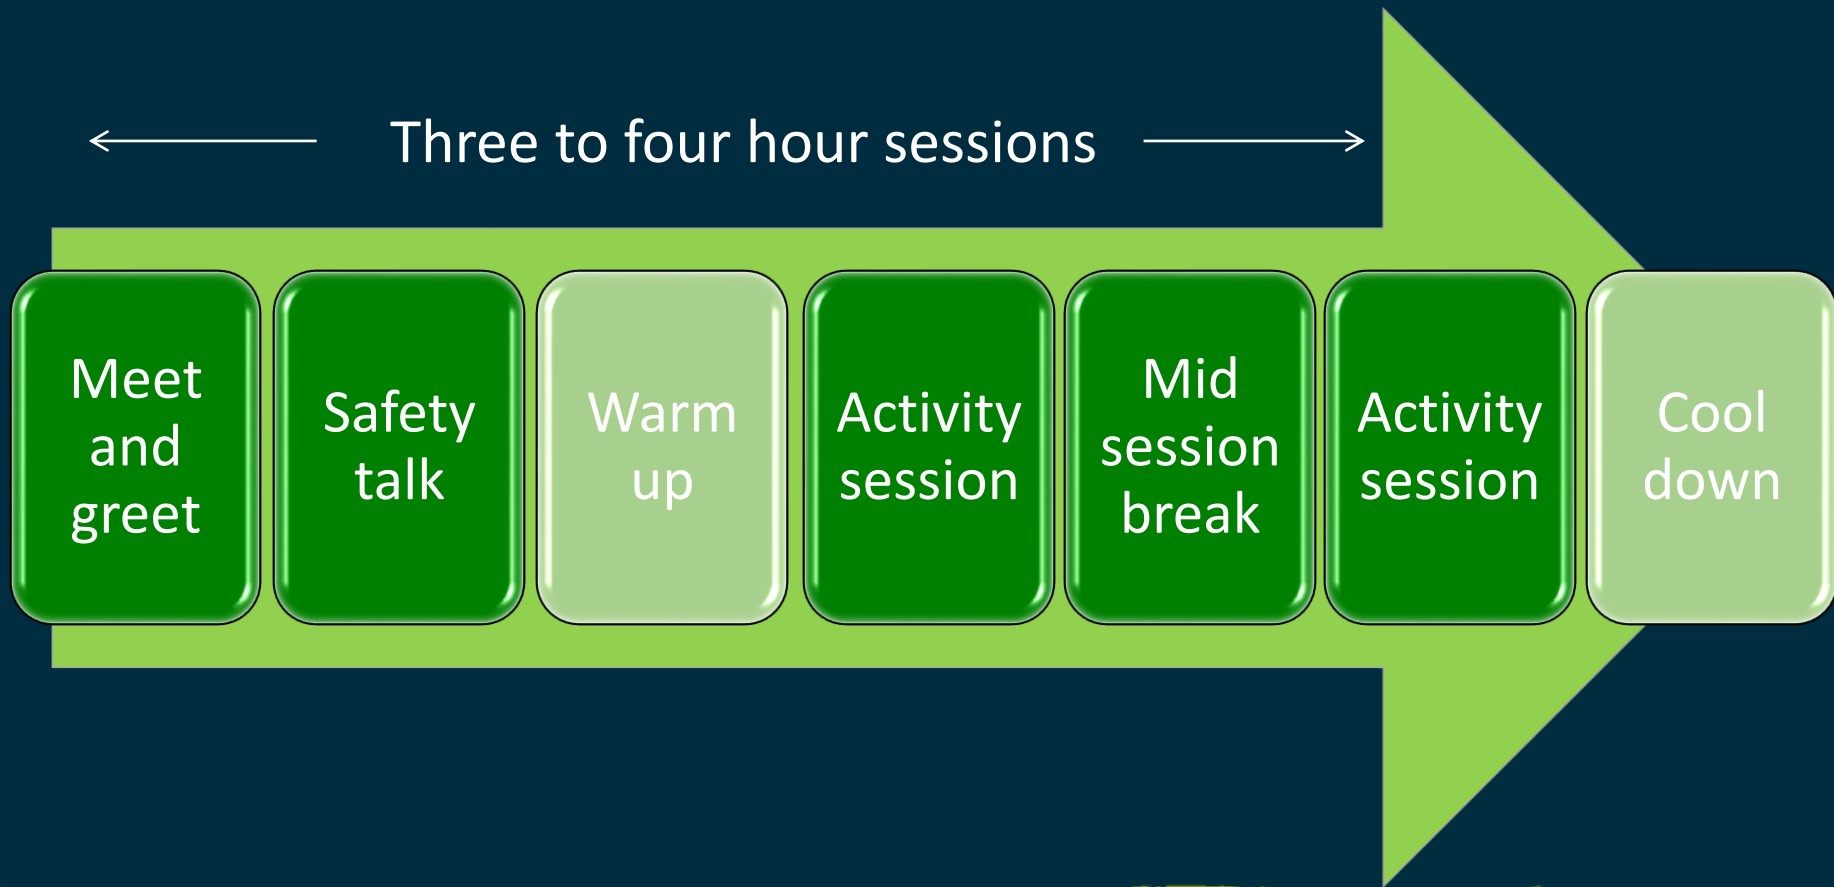 Three to four hour sessions
Meet
and
greet
Safety
talk
Warm
up
Activity
session
Mid
session
break
Activity
session
Cool
down